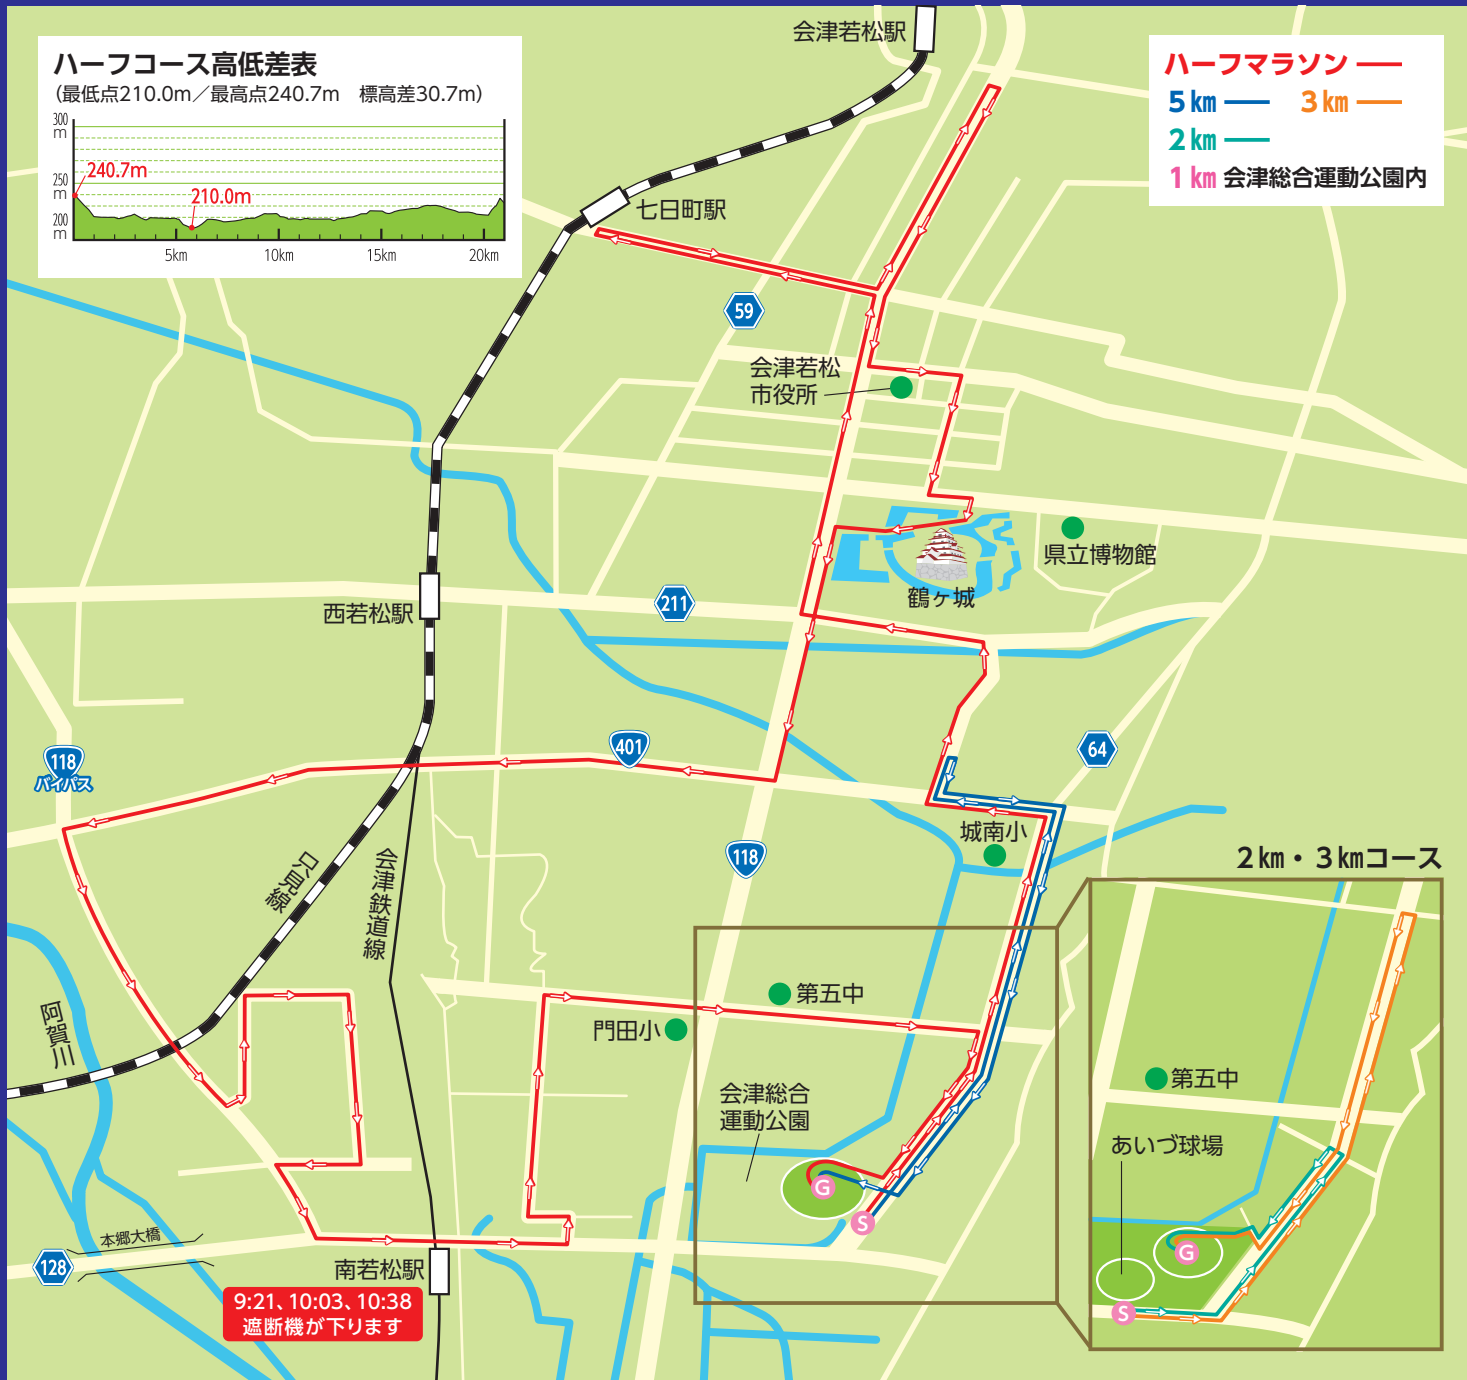 ハーフコース高低差表
(最低点210.0m／最高点240.7m 標高差30.7m)
300
m
250
m
200
m
240.7m
210.0m
5km
10km
15km
20km
会津若松駅
ハーフマラソン
5㎞ 3㎞
2㎞
1㎞ 会津総合運動公園内
七日町駅
59
会津若松
市役所
県立博物館
鶴ヶ城
西若松駅
211
401
64
118
バイパス
城南小
118
2㎞・3㎞コース
只見線
会津鉄道線
阿賀川
第五中
門田小
会津総合
運動公園
G
S
第五中
あいづ球場
G
S
本郷大橋
128
南若松駅
9:21、10:03、10:38
遮断機が下ります